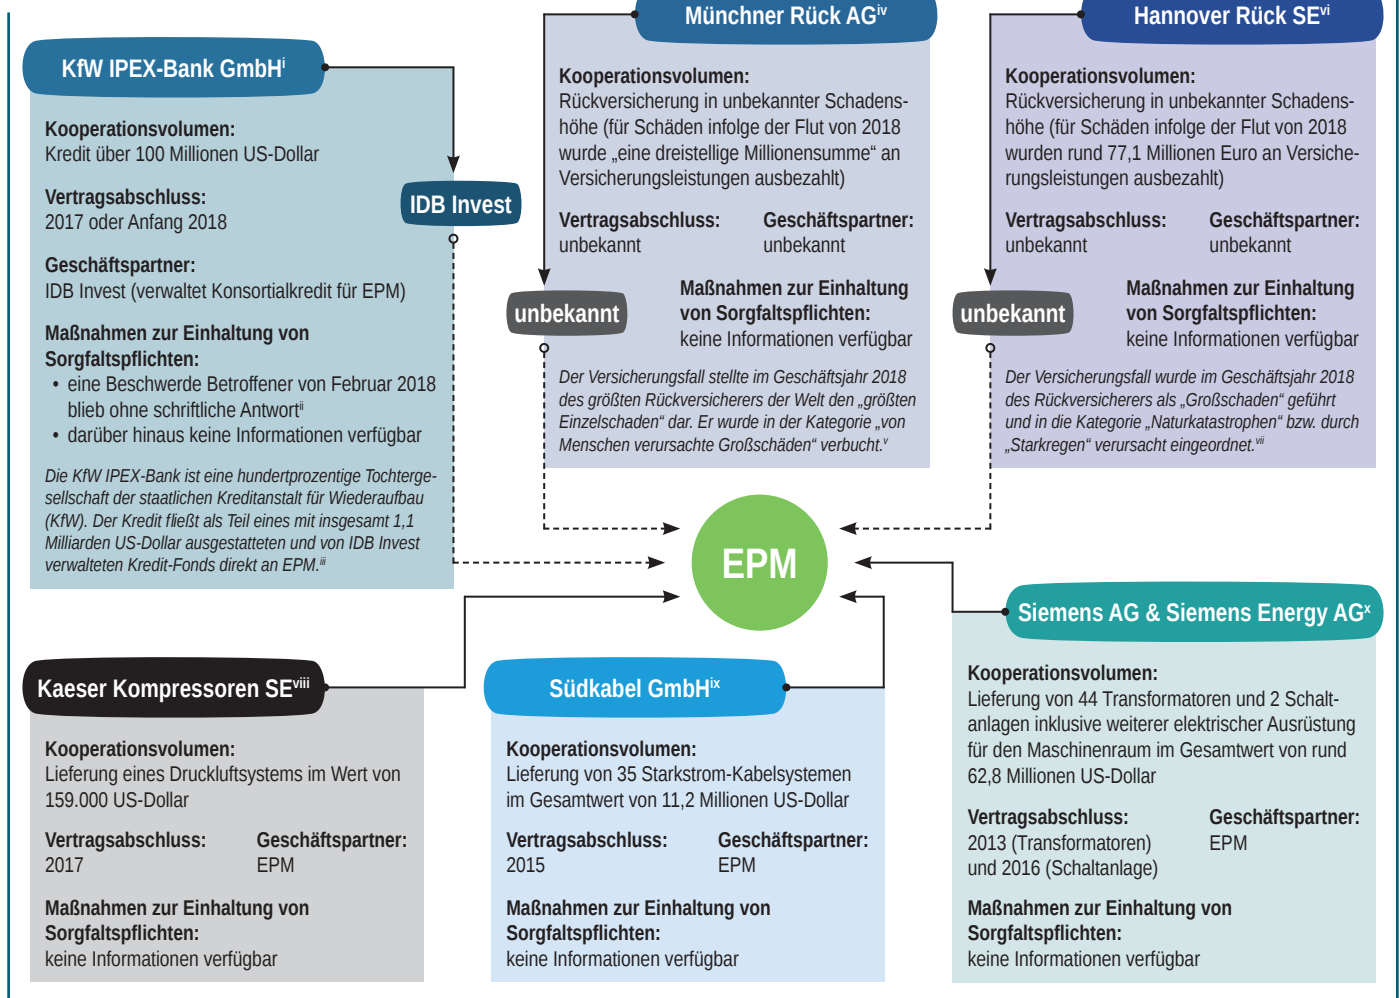 KfW IPEX-Bank GmbHⁱ
Kooperationsvolumen:
Kredit über 100 Millionen US-Dollar
Vertragsabschluss:
2017 oder Anfang 2018
Geschäftspartner:
IDB Invest (verwaltet Konsortialkredit für EPM)
Maßnahmen zur Einhaltung von
Sorgfaltspflichten:
• eine Beschwerde Betroffener von Februar 2018
blieb ohne schriftliche Antwortⁱⁱ
• darüber hinaus keine Informationen verfügbar
Die KfW IPEX-Bank ist eine hundertprozentige Tochterge-
sellschaft der staatlichen Kreditanstalt für Wiederaufbau
(KfW). Der Kredit fließt als Teil eines mit insgesamt 1,1
Milliarden US-Dollar ausgestatteten und von IDB Invest
verwalteten Kredit-Fonds direkt an EPM.ⁱⁱⁱ
IDB Invest
Münchner Rück AGⁱᵛ
Kooperationsvolumen:
Rückversicherung in unbekannter Schadens-
höhe (für Schäden infolge der Flut von 2018
wurde „eine dreistellige Millionensumme“ an
Versicherungsleistungen ausbezahlt)
Vertragsabschluss: Geschäftspartner:
unbekannt unbekannt
Maßnahmen zur Einhaltung
von Sorgfaltspflichten:
keine Informationen verfügbar
unbekannt
Der Versicherungsfall stellte im Geschäftsjahr 2018
des größten Rückversicherers der Welt den „größten
Einzelschaden“ dar. Er wurde in der Kategorie „von
Menschen verursachte Großschäden“ verbucht.ᵛ
Hannover Rück SEᵛⁱ
Kooperationsvolumen:
Rückversicherung in unbekannter Schadens-
höhe (für Schäden infolge der Flut von 2018
wurden rund 77,1 Millionen Euro an Versiche-
rungsleistungen ausbezahlt)
Vertragsabschluss: Geschäftspartner:
unbekannt unbekannt
Maßnahmen zur Einhaltung
von Sorgfaltspflichten:
keine Informationen verfügbar
unbekannt
Der Versicherungsfall wurde im Geschäftsjahr 2018
des Rückversicherers als „Großschaden“ geführt
und in die Kategorie „Naturkatastrophen“ bzw. durch
„Starkregen“ verursacht eingeordnet.ᵛⁱⁱ
EPM
Kaeser Kompressoren SEᵛⁱⁱⁱ
Kooperationsvolumen:
Lieferung eines Druckluftsystems im Wert von
159.000 US-Dollar
Vertragsabschluss: Geschäftspartner:
2017 EPM
Maßnahmen zur Einhaltung von
Sorgfaltspflichten:
keine Informationen verfügbar
Südkabel GmbHⁱˣ
Kooperationsvolumen:
Lieferung von 35 Starkstrom-Kabelsystemen
im Gesamtwert von 11,2 Millionen US-Dollar
Vertragsabschluss: Geschäftspartner:
2015 EPM
Maßnahmen zur Einhaltung von
Sorgfaltspflichten:
keine Informationen verfügbar
Siemens AG & Siemens Energy AGˣ
Kooperationsvolumen:
Lieferung von 44 Transformatoren und 2 Schalt-
anlagen inklusive weiterer elektrischer Ausrüstung
für den Maschinenraum im Gesamtwert von rund
62,8 Millionen US-Dollar
Vertragsabschluss: Geschäftspartner:
2013 (Transformatoren) EPM
und 2016 (Schaltanlage)
Maßnahmen zur Einhaltung von
Sorgfaltspflichten:
keine Informationen verfügbar